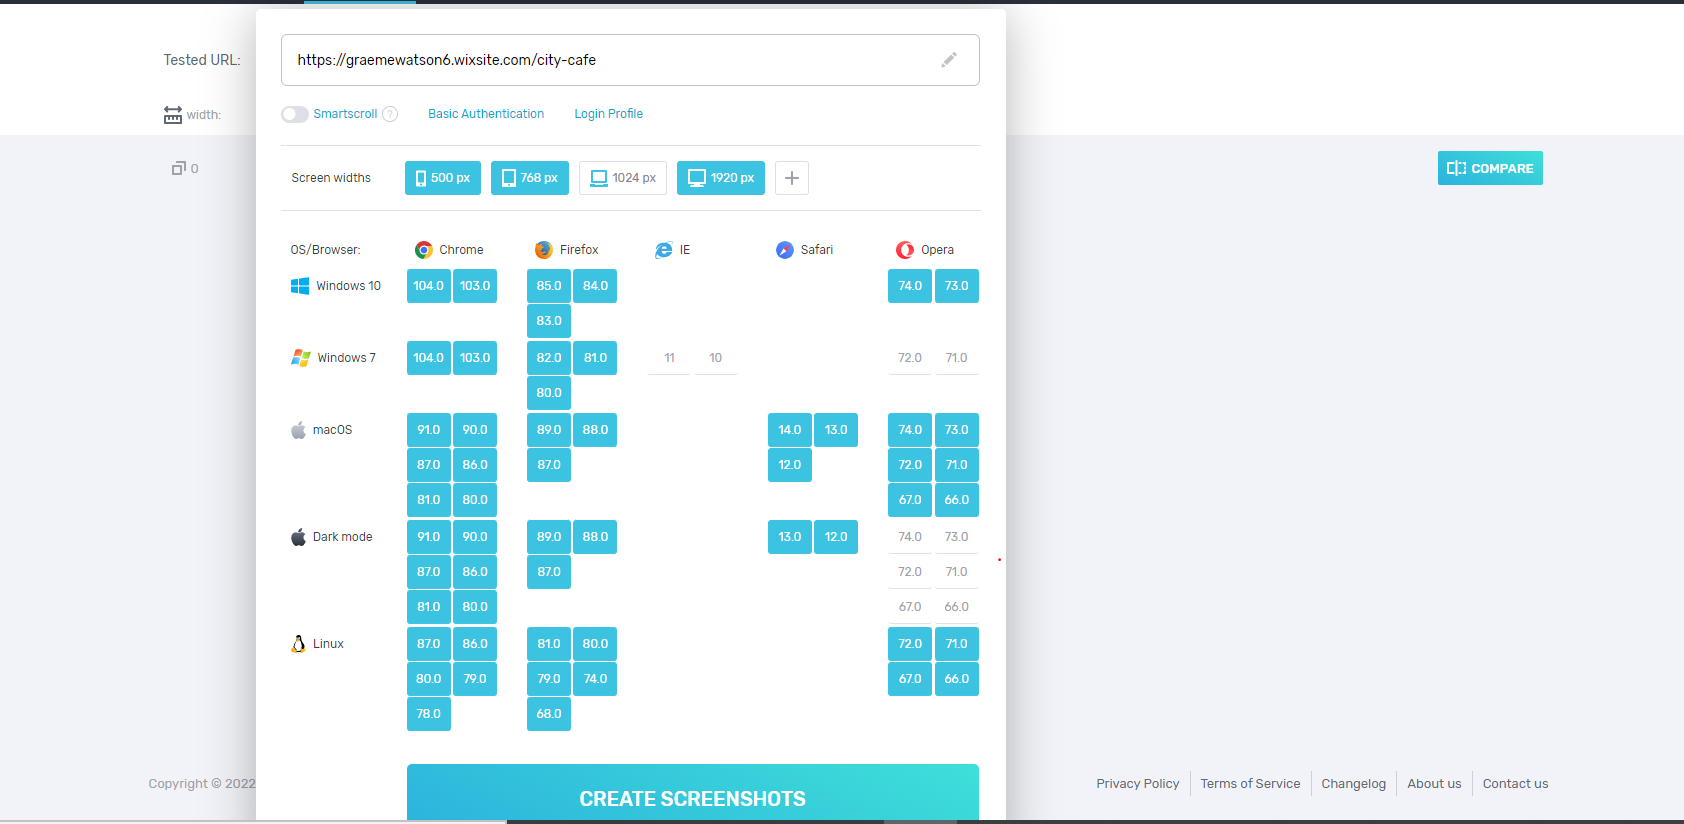 Tested URL: https://graemewatson6.wixsite.com/city-cafe
width: Smartscroll ? Basic Authentication Login Profile
0 COMPARE
Screen widths 500 px 768 px 1024 px 1920 px
OS/Browser: Chrome Firefox IE Safari Opera
Windows 10 104.0 103.0 85.0 84.0 74.0 73.0
83.0
Windows 7 104.0 103.0 82.0 81.0 11 10 72.0 71.0
80.0
macOS 91.0 90.0 89.0 88.0 14.0 13.0 74.0 73.0
87.0 86.0 87.0 12.0 72.0 71.0
81.0 80.0 67.0 66.0
Dark mode 91.0 90.0 89.0 88.0 13.0 12.0 74.0 73.0
87.0 86.0 87.0 72.0 71.0
81.0 80.0 67.0 66.0
Linux 87.0 86.0 81.0 80.0 72.0 71.0
80.0 79.0 79.0 74.0 67.0 66.0
78.0 68.0
CREATE SCREENSHOTS
Copyright © 2022 Privacy Policy Terms of Service Changelog About us Contact us